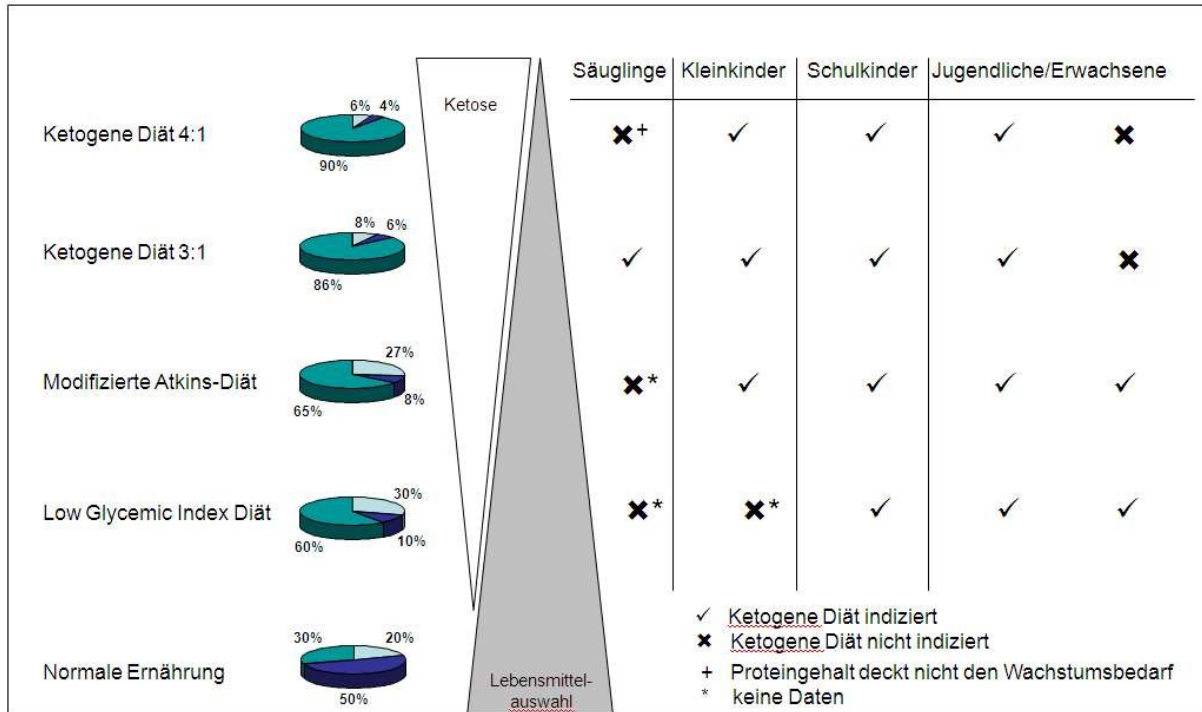 Säuglinge Kleinkinder Schulkinder Jugendliche/Erwachsene
Ketose
Ketogene Diät 4:1
6% 4%
90%
✖+ ✓ ✓ ✓ ✖
Ketogene Diät 3:1
8% 6%
86%
✓ ✓ ✓ ✓ ✖
Modifizierte Atkins-Diät
27%
8%
65%
✖* ✓ ✓ ✓ ✓
Low Glycemic Index Diät
30%
10%
60%
✖* ✖* ✓ ✓ ✓
Normale Ernährung
30% 20%
50%
Lebensmittel-
auswahl
✓ Ketogene Diät indiziert
✖ Ketogene Diät nicht indiziert
+ Proteingehalt deckt nicht den Wachstumsbedarf
* keine Daten